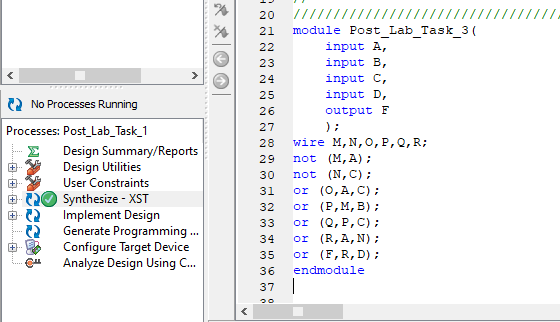 No Processes Running
Processes: Post_Lab_Task_1
Design Summary/Reports
Design Utilities
User Constraints
Synthesize - XST
Implement Design
Generate Programming ...
Configure Target Device
Analyze Design Using C...
20 ///////////////////////////////////
21 module Post_Lab_Task_3(
22 input A,
23 input B,
24 input C,
25 input D,
26 output F
27 );
28 wire M,N,O,P,Q,R;
29 not (M,A);
30 not (N,C);
31 or (O,A,C);
32 or (P,M,B);
33 or (Q,P,C);
34 or (R,A,N);
35 or (F,R,D);
36 endmodule
37